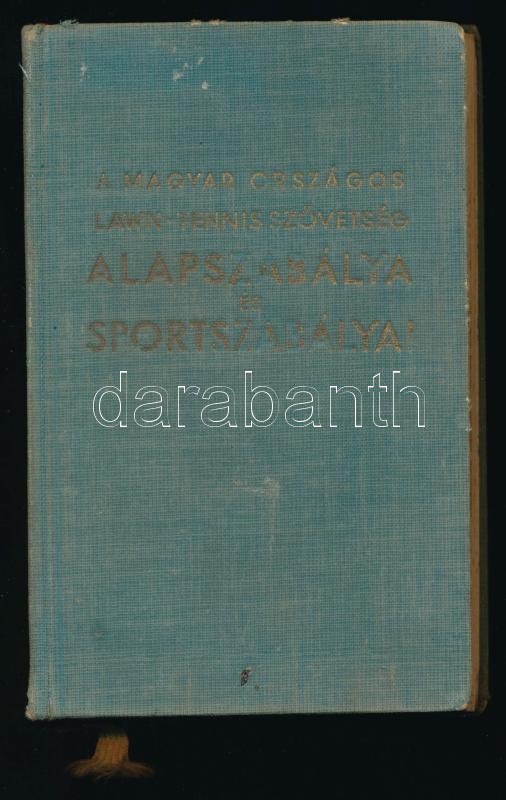 A MAGYAR ORSZÁGOS
LAWN-TENNIS SZÖVETSÉG
ALAPSZABÁLYA
ÉS
SPORTSZABÁLYAI
darabanth